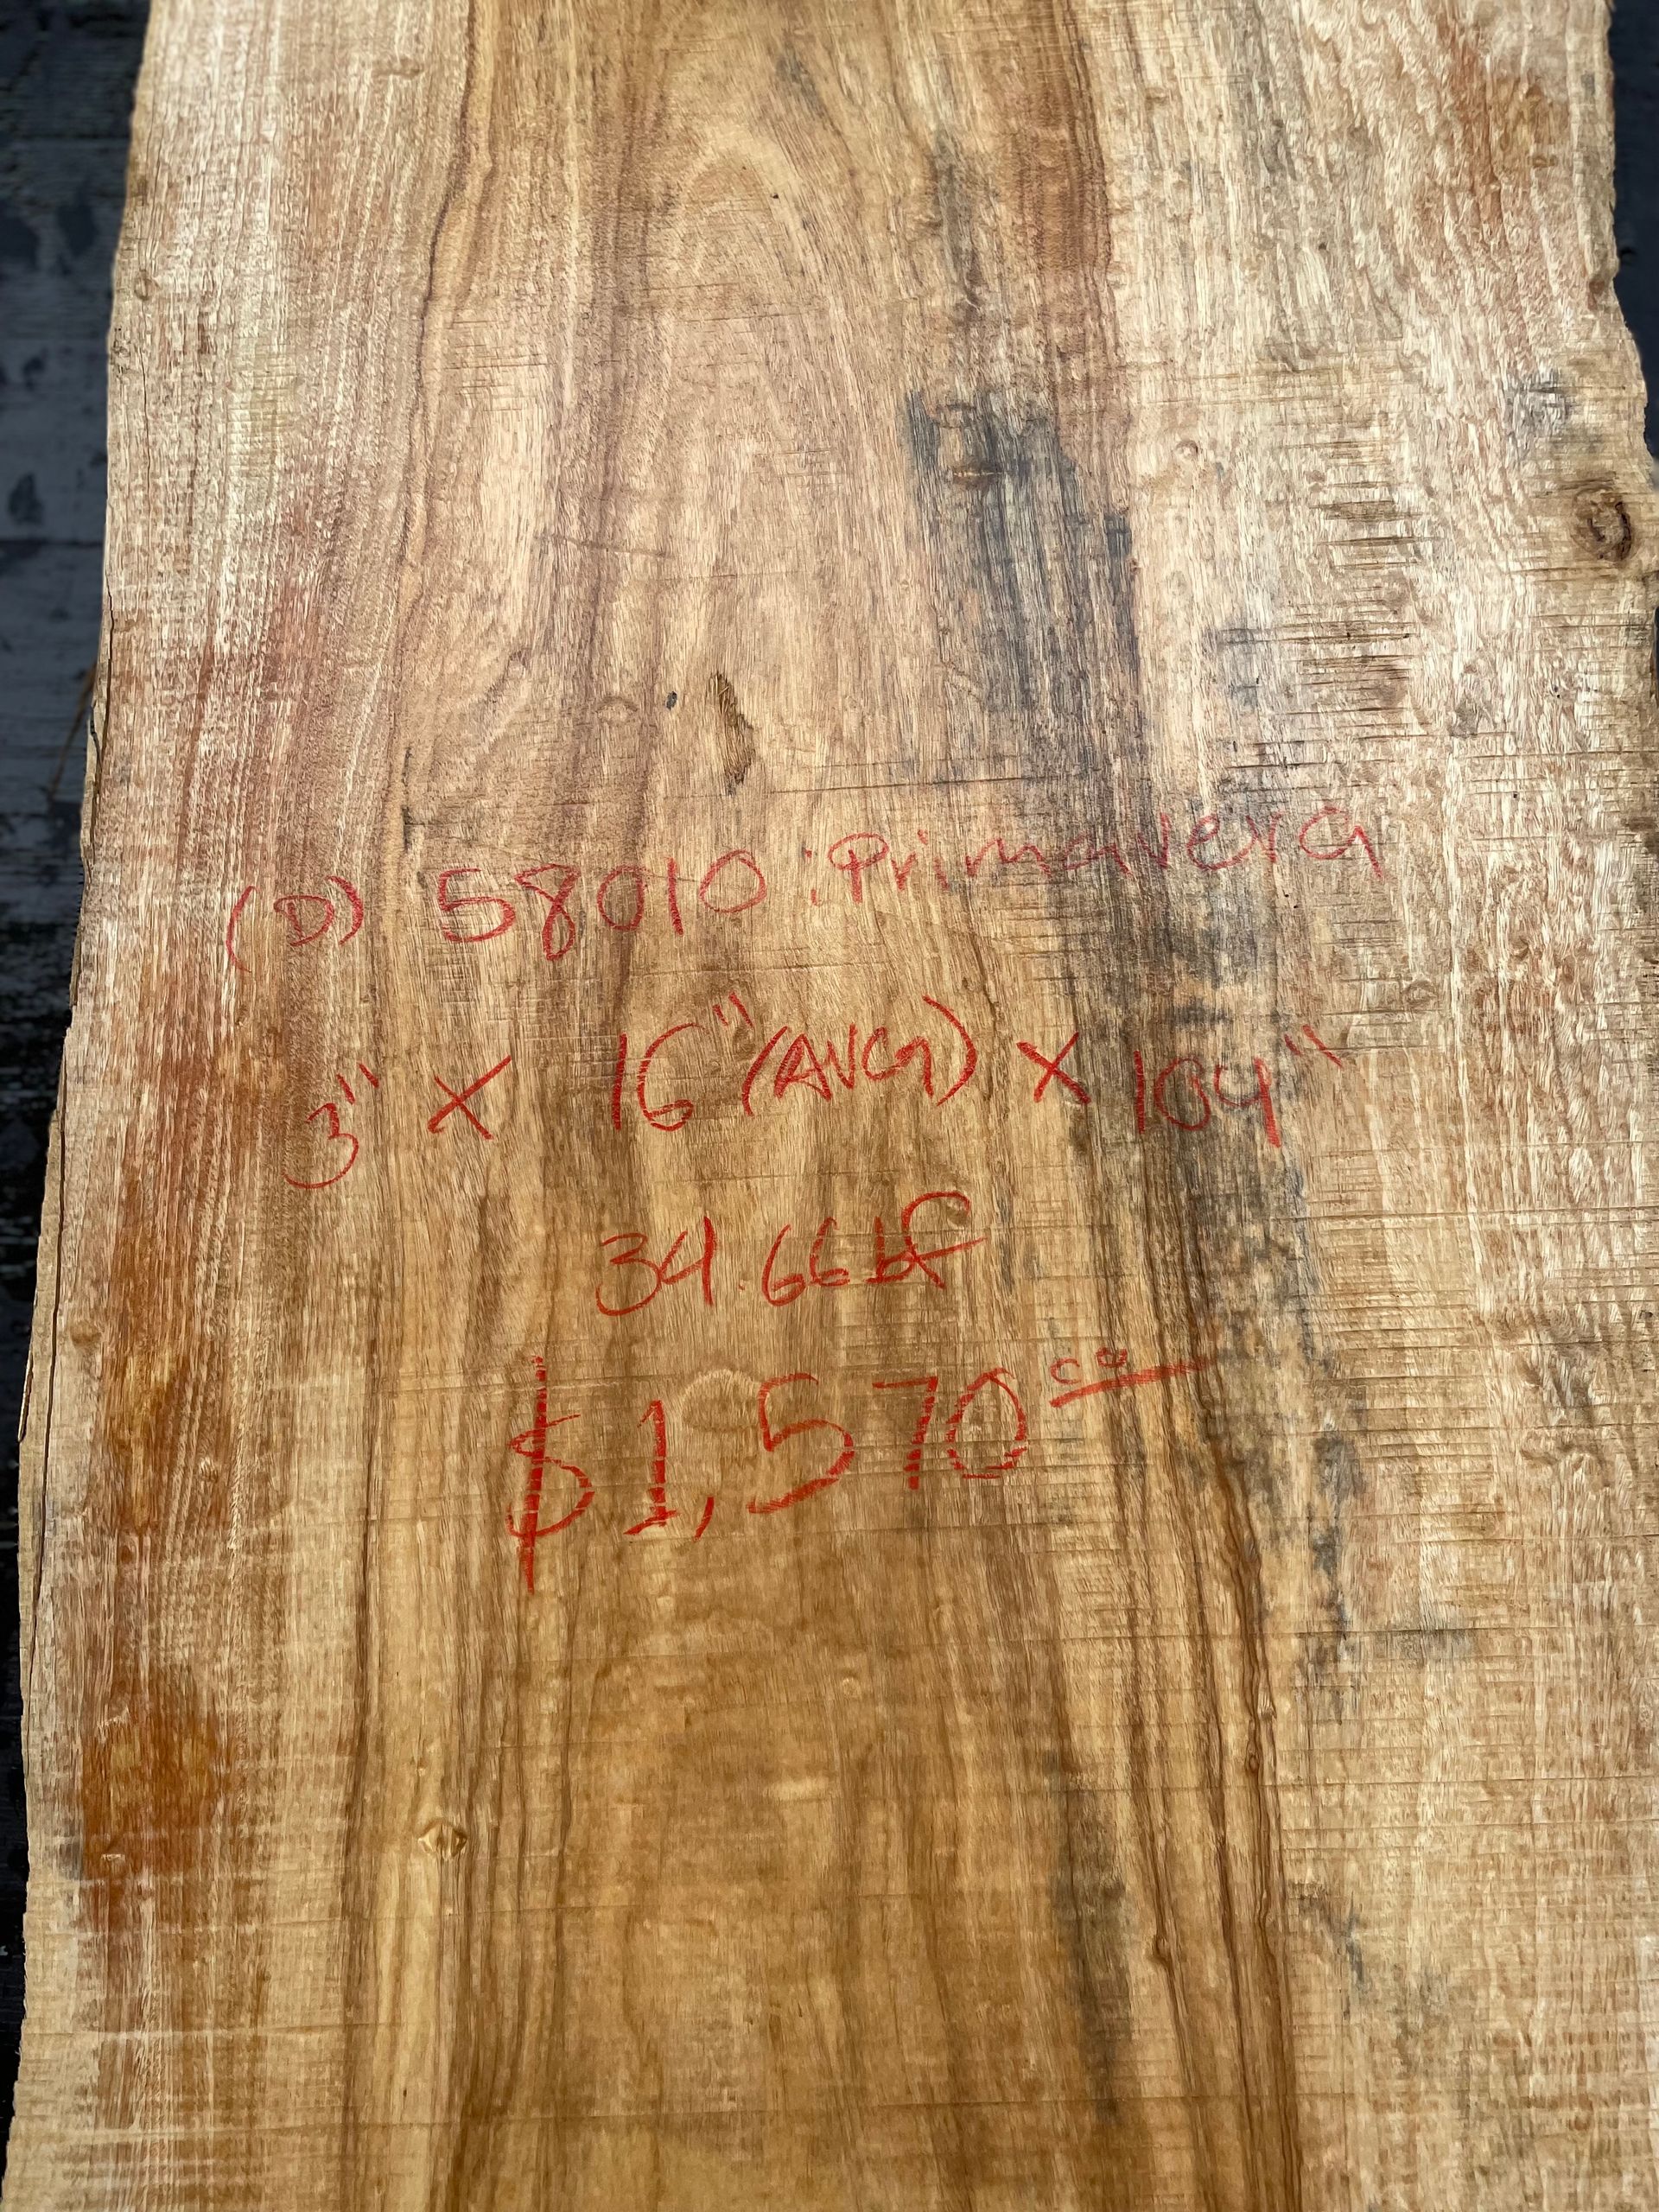 (D) 58010 : Primavera
3" x 16" (AVG) x 104"
34.66 bf
$1,570.00